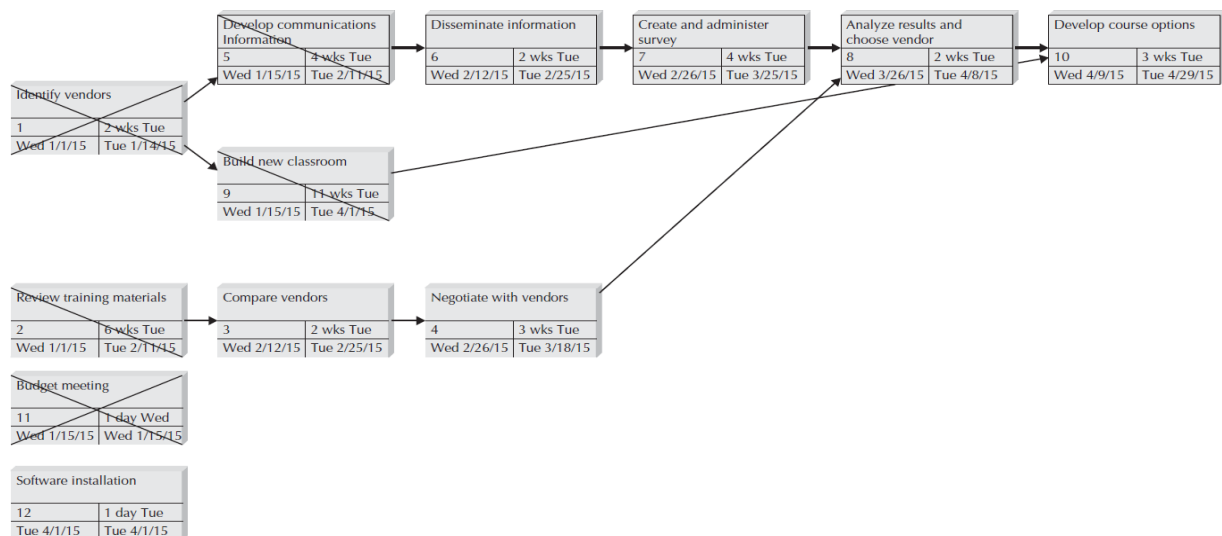 Develop communications
Information
5 4 wks Tue
Wed 1/15/15 Tue 2/11/15
Disseminate information
6 2 wks Tue
Wed 2/12/15 Tue 2/25/15
Create and administer
survey
7 4 wks Tue
Wed 2/26/15 Tue 3/25/15
Analyze results and
choose vendor
8 2 wks Tue
Wed 3/26/15 Tue 4/8/15
Develop course options
10 3 wks Tue
Wed 4/9/15 Tue 4/29/15
Identify vendors
1 2 wks Tue
Wed 1/1/15 Tue 1/14/15
Build new classroom
9 11 wks Tue
Wed 1/15/15 Tue 4/1/15
Review training materials
2 6 wks Tue
Wed 1/1/15 Tue 2/11/15
Compare vendors
3 2 wks Tue
Wed 2/12/15 Tue 2/25/15
Negotiate with vendors
4 3 wks Tue
Wed 2/26/15 Tue 3/18/15
Budget meeting
11 1 day Wed
Wed 1/15/15 Wed 1/15/15
Software installation
12 1 day Tue
Tue 4/1/15 Tue 4/1/15